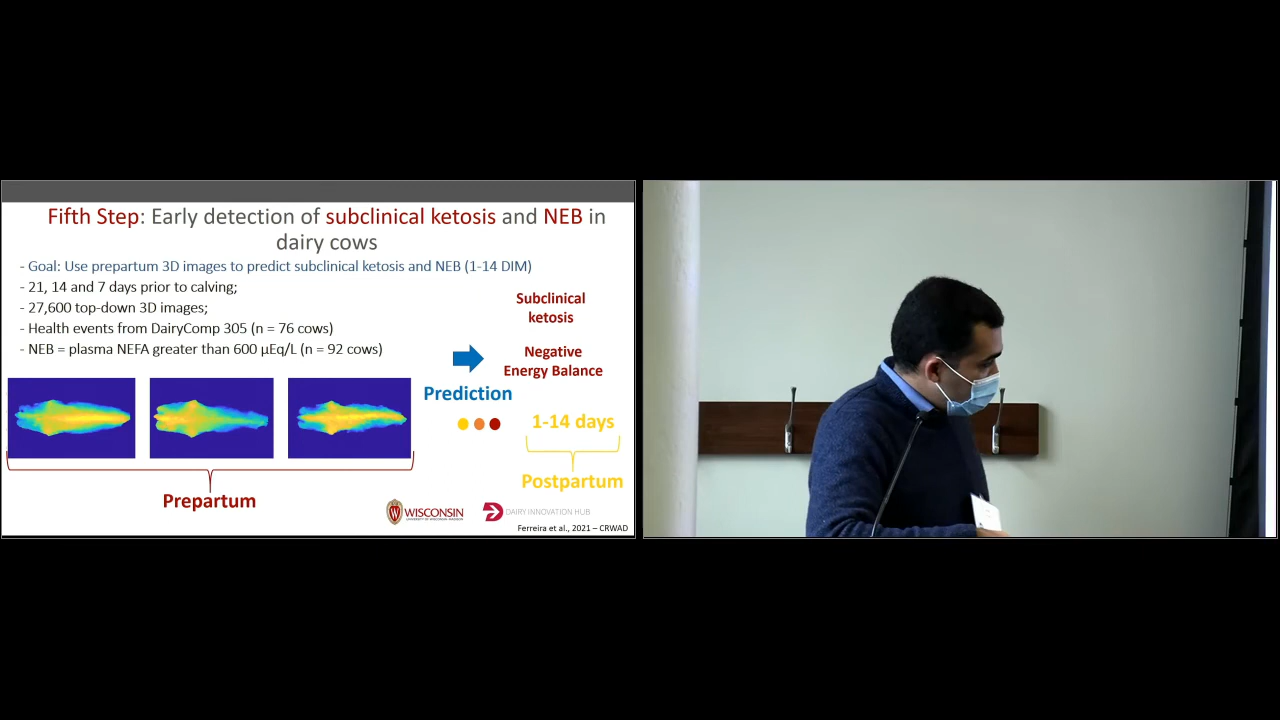 Fifth Step: Early detection of subclinical ketosis and NEB in
dairy cows
- Goal: Use prepartum 3D images to predict subclinical ketosis and NEB (1-14 DIM)
- 21, 14 and 7 days prior to calving;
- 27,600 top-down 3D images;
- Health events from DairyComp 305 (n = 76 cows)
- NEB = plasma NEFA greater than 600 µEq/L (n = 92 cows)
Subclinical
ketosis
Negative
Energy Balance
Prediction
1-14 days
Prepartum
Postpartum
WISCONSIN
UNIVERSITY OF WISCONSIN-MADISON
DAIRY INNOVATION HUB
Ferreira et al., 2021 – CRWAD